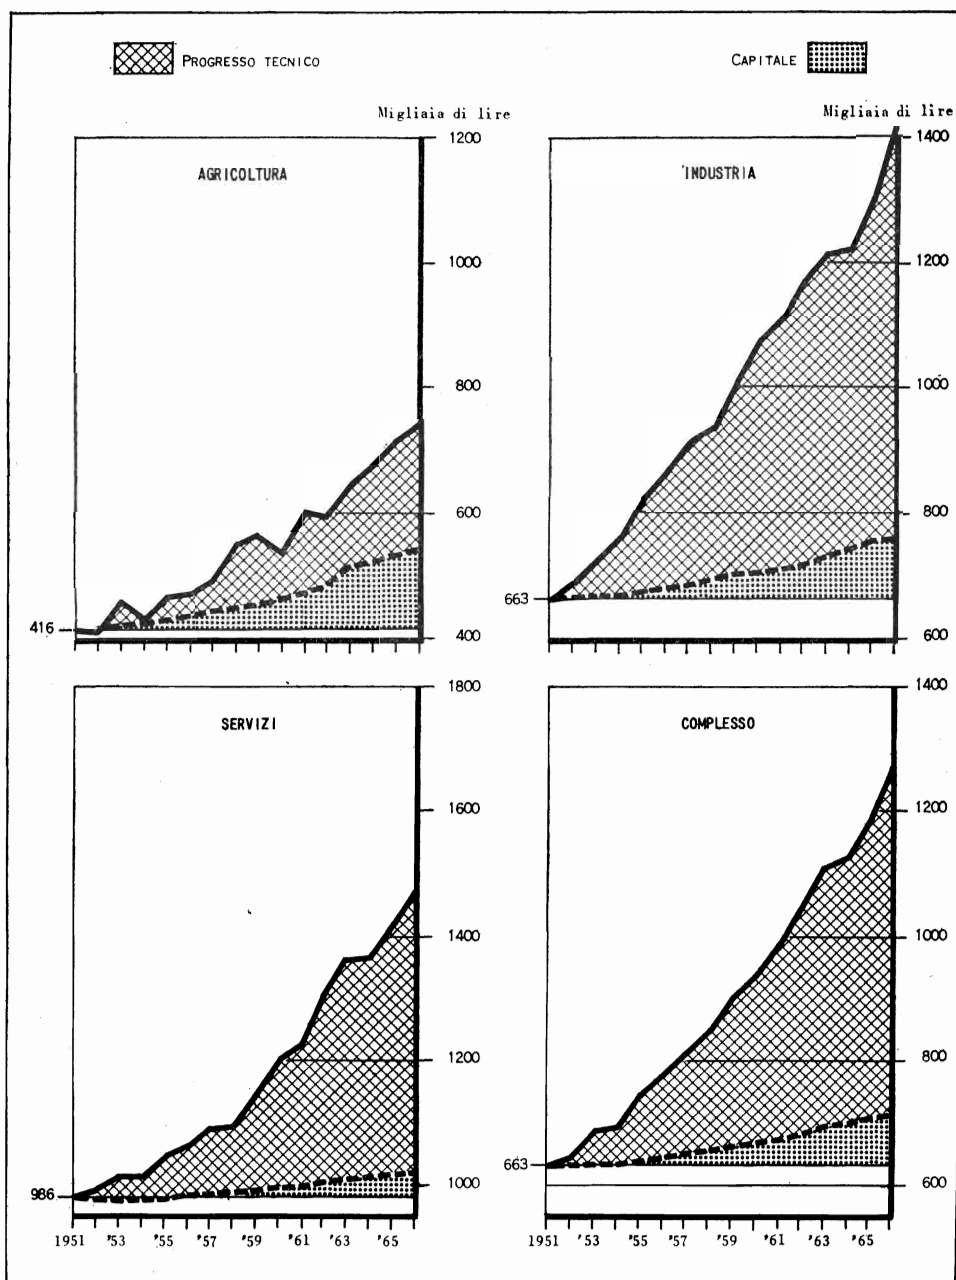 PROGRESSO TECNICO
CAPITALE
Migliaia di lire
Migliaia di lire
AGRICOLTURA
1200
1000
800
600
400
416
INDUSTRIA
1400
1200
1000
800
600
663
SERVIZI
1800
1600
1400
1200
1000
986
1951 '53 '55 '57 '59 '61 '63 '65
COMPLESSO
1400
1200
1000
800
600
663
1951 '53 '55 '57 '59 '61 '63 '65